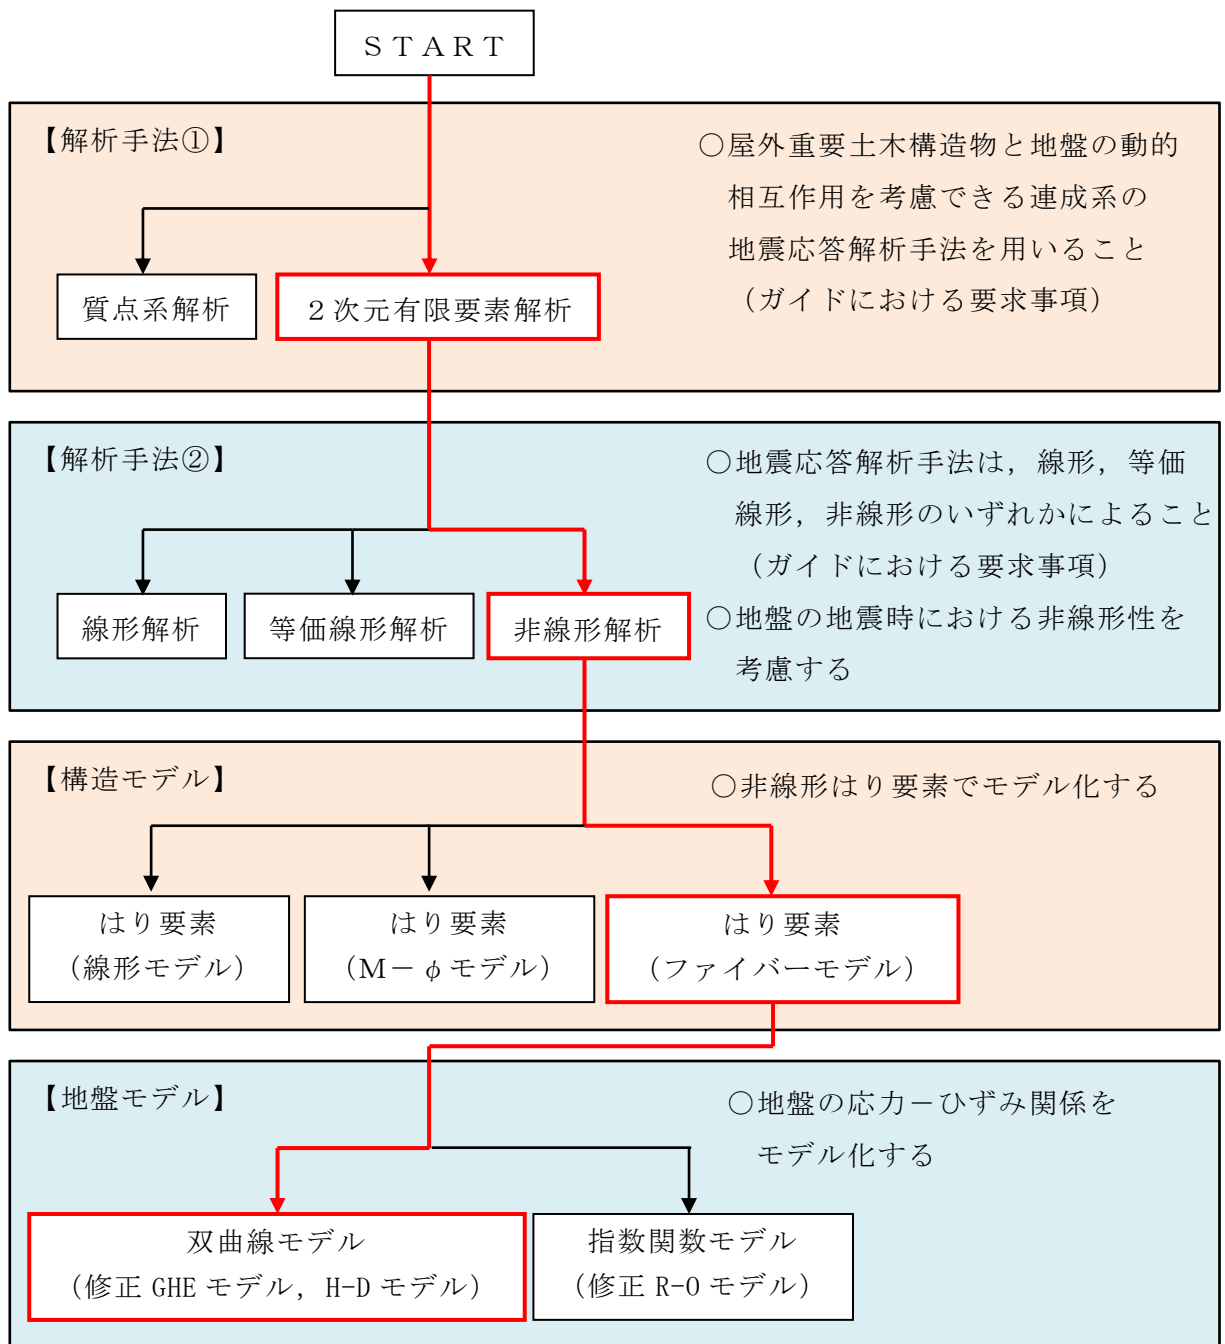 ＳＴＡＲＴ
【解析手法①】
○屋外重要土木構造物と地盤の動的
相互作用を考慮できる連成系の
地震応答解析手法を用いること
（ガイドにおける要求事項）
質点系解析
２次元有限要素解析
【解析手法②】
○地震応答解析手法は，線形，等価
線形，非線形のいずれかによること
（ガイドにおける要求事項）
○地盤の地震時における非線形性を
考慮する
線形解析
等価線形解析
非線形解析
【構造モデル】
○非線形はり要素でモデル化する
はり要素
（線形モデル）
はり要素
（Ｍ－φモデル）
はり要素
（ファイバーモデル）
【地盤モデル】
○地盤の応力－ひずみ関係を
モデル化する
双曲線モデル
（修正 GHE モデル，H-D モデル）
指数関数モデル
（修正 R-O モデル）